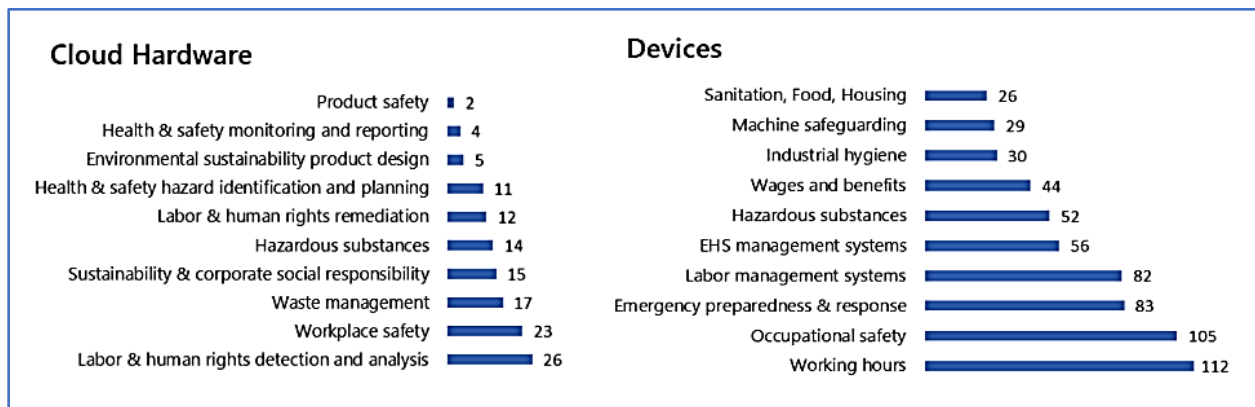 Cloud Hardware
Product safety 2
Health & safety monitoring and reporting 4
Environmental sustainability product design 5
Health & safety hazard identification and planning 11
Labor & human rights remediation 12
Hazardous substances 14
Sustainability & corporate social responsibility 15
Waste management 17
Workplace safety 23
Labor & human rights detection and analysis 26
Devices
Sanitation, Food, Housing 26
Machine safeguarding 29
Industrial hygiene 30
Wages and benefits 44
Hazardous substances 52
EHS management systems 56
Labor management systems 82
Emergency preparedness & response 83
Occupational safety 105
Working hours 112